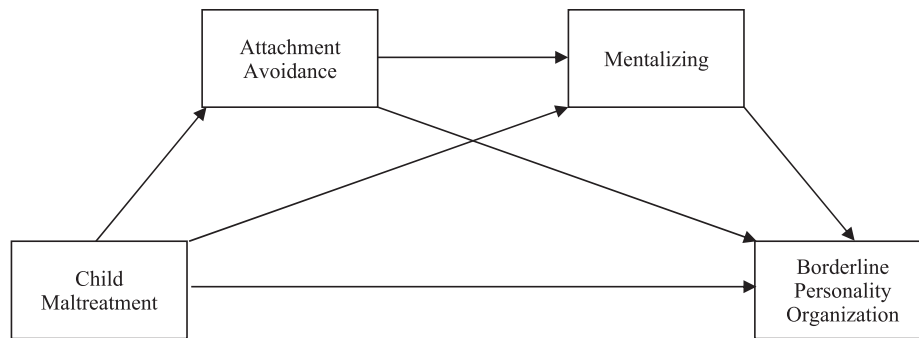 Attachment
Avoidance
Mentalizing
Child
Maltreatment
Borderline
Personality
Organization